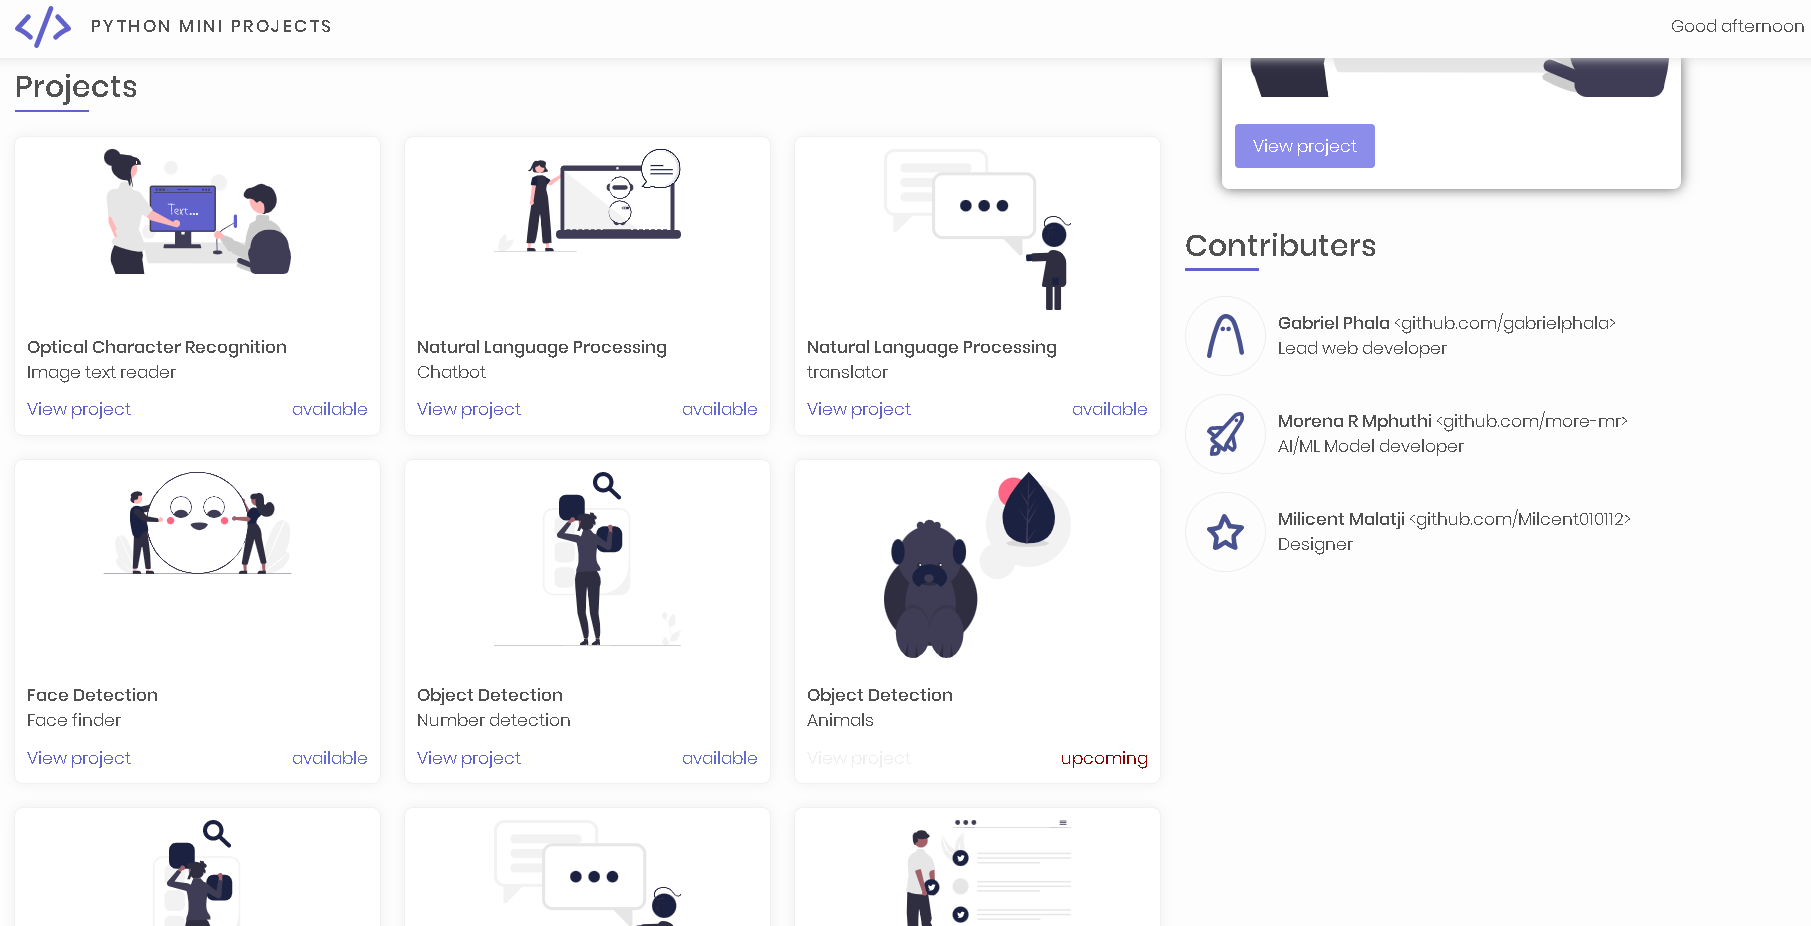 PYTHON MINI PROJECTS
Good afternoon
Projects
Text...
Optical Character Recognition
Image text reader
View project
available
Natural Language Processing
Chatbot
View project
available
Natural Language Processing
translator
View project
available
Face Detection
Face finder
View project
available
Object Detection
Number detection
View project
available
Object Detection
Animals
View project
upcoming
View project
Contributers
Gabriel Phala <github.com/gabrielphala>
Lead web developer
Morena R Mphuthi <github.com/more-mr>
AI/ML Model developer
Milicent Malatji <github.com/Milcent010112>
Designer